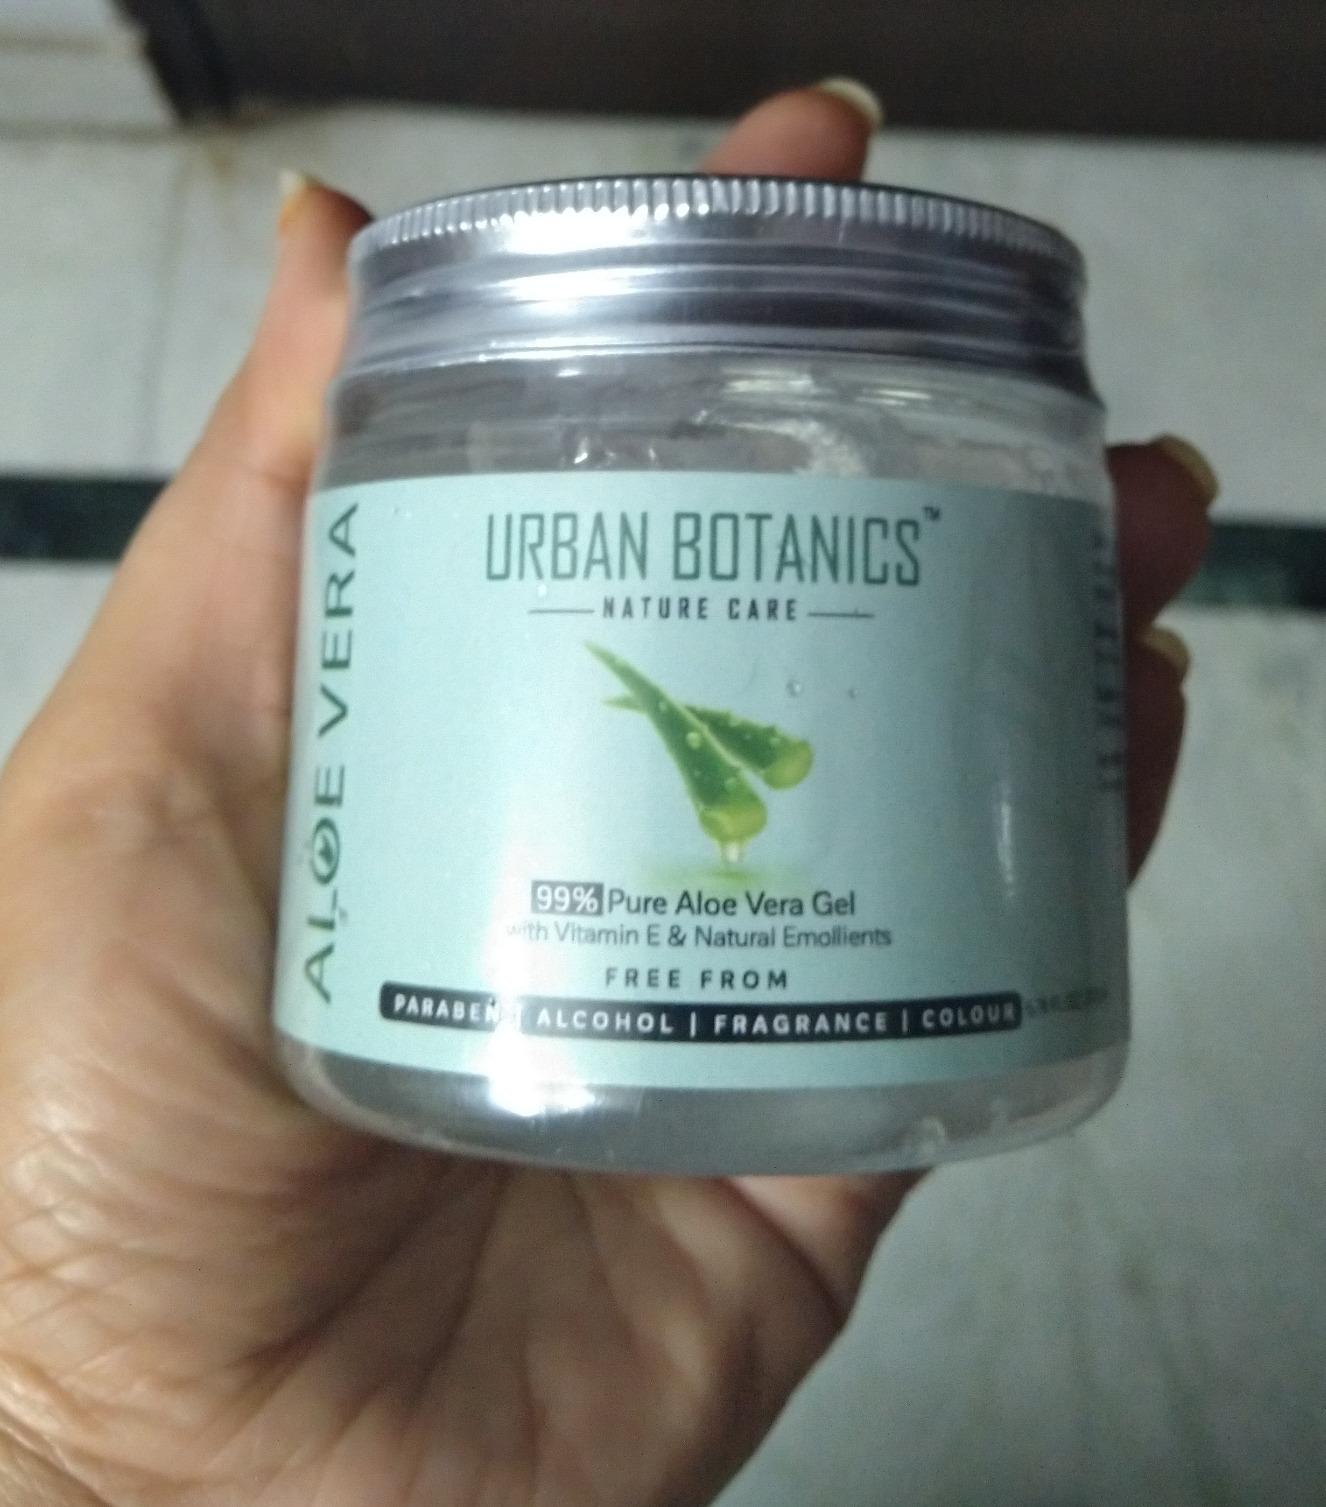 ALOE VERA
URBAN BOTANICS™
NATURE CARE
99% Pure Aloe Vera Gel
with Vitamin E & Natural Emollients
FREE FROM
PARABEN | ALCOHOL | FRAGRANCE | COLOUR